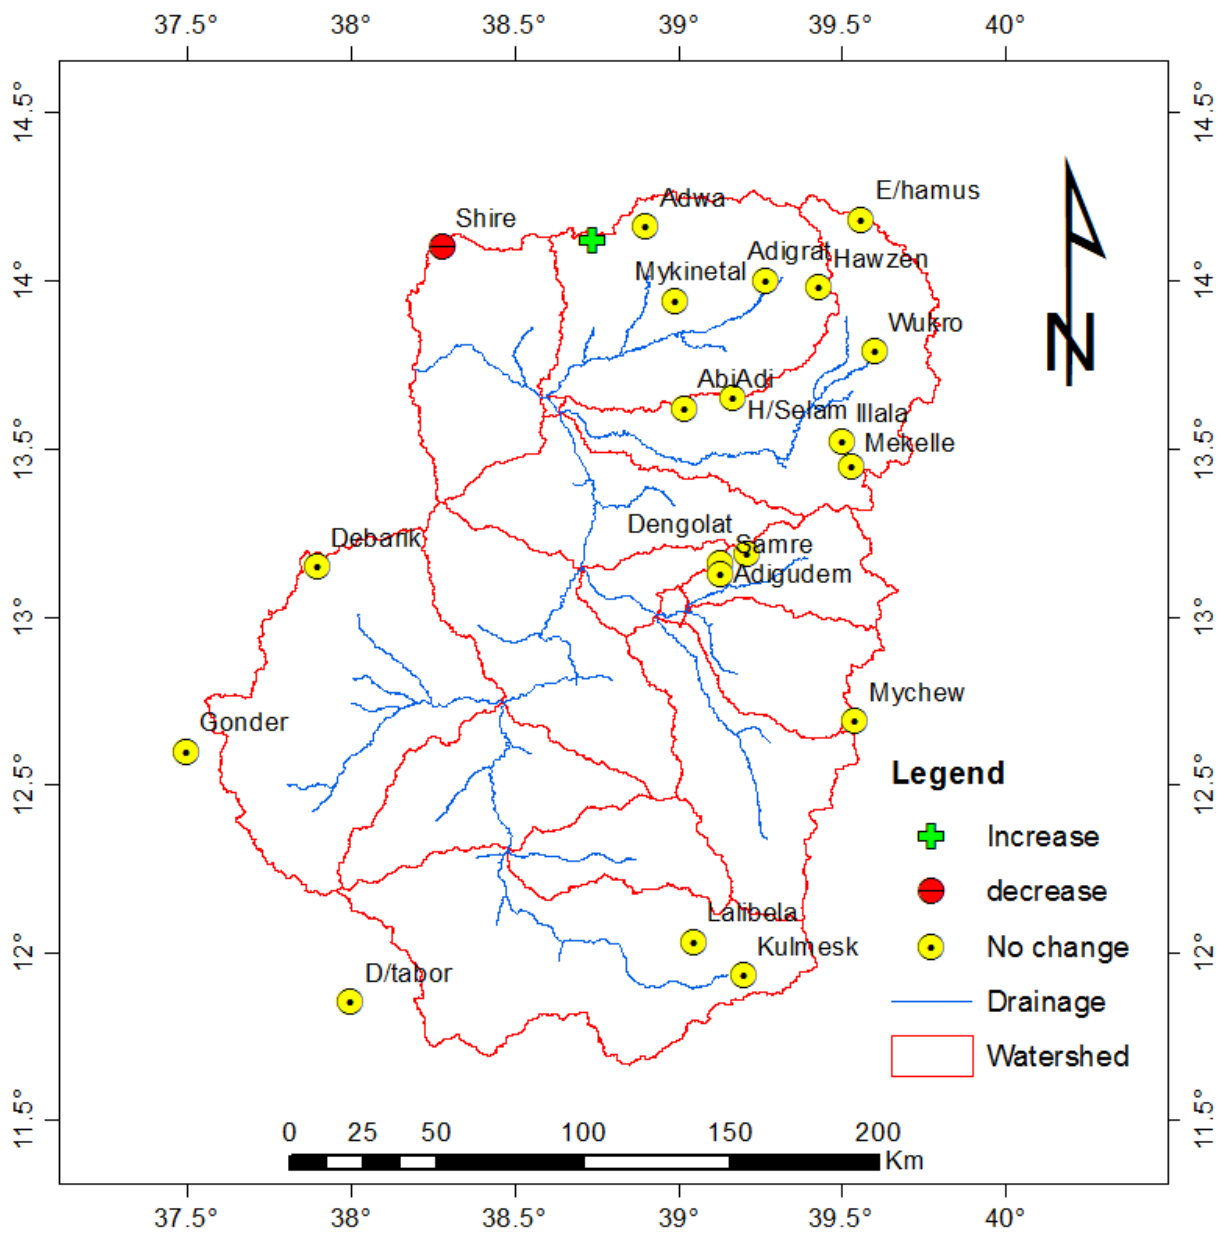 37.5° 38° 38.5° 39° 39.5° 40°
14.5° 14.5°
E/hamus
Adwa
Shire
Adigrat Hawzen
Mykinetal
14° 14°
N
Wukro
AbiAdi
H/Selam Illala
Mekelle
13.5° 13.5°
Dengolat
Debarik Samre
Adigudem
13° 13°
Mychew
Gonder
Legend
12.5° 12.5°
Increase
decrease
Lalibela
Kulmesk No change
12° 12°
D/tabor
Drainage
Watershed
11.5° 11.5°
0 25 50 100 150 200
Km
37.5° 38° 38.5° 39° 39.5° 40°